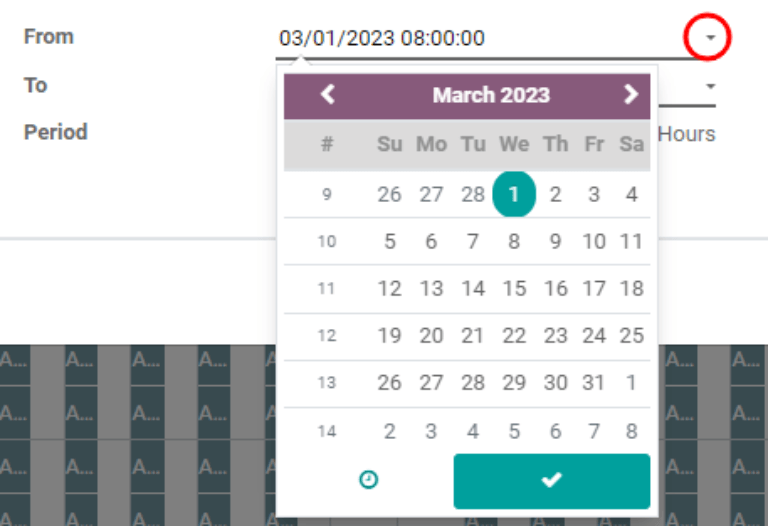 From 03/01/2023 08:00:00
To
Period Hours
March 2023
# Su Mo Tu We Th Fr Sa
9 26 27 28 1 2 3 4
10 5 6 7 8 9 10 11
11 12 13 14 15 16 17 18
12 19 20 21 22 23 24 25
13 26 27 28 29 30 31 1
14 2 3 4 5 6 7 8
A... A... A... A... A A... A...
A... A... A... A... A... A...
A... A... A... A... A... A...
A... A... A... A... A... A...